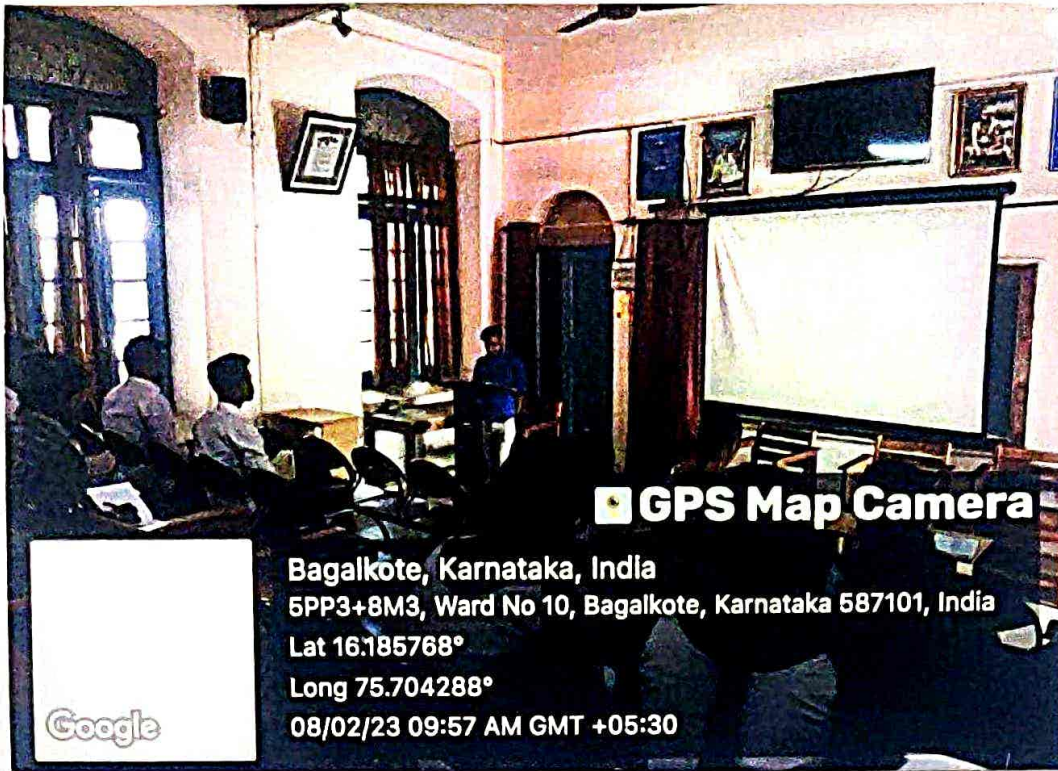 GPS Map Camera
Bagalkote, Karnataka, India
5PP3+8M3, Ward No 10, Bagalkote, Karnataka 587101, India
Lat 16.185768°
Long 75.704288°
08/02/23 09:57 AM GMT +05:30
Google